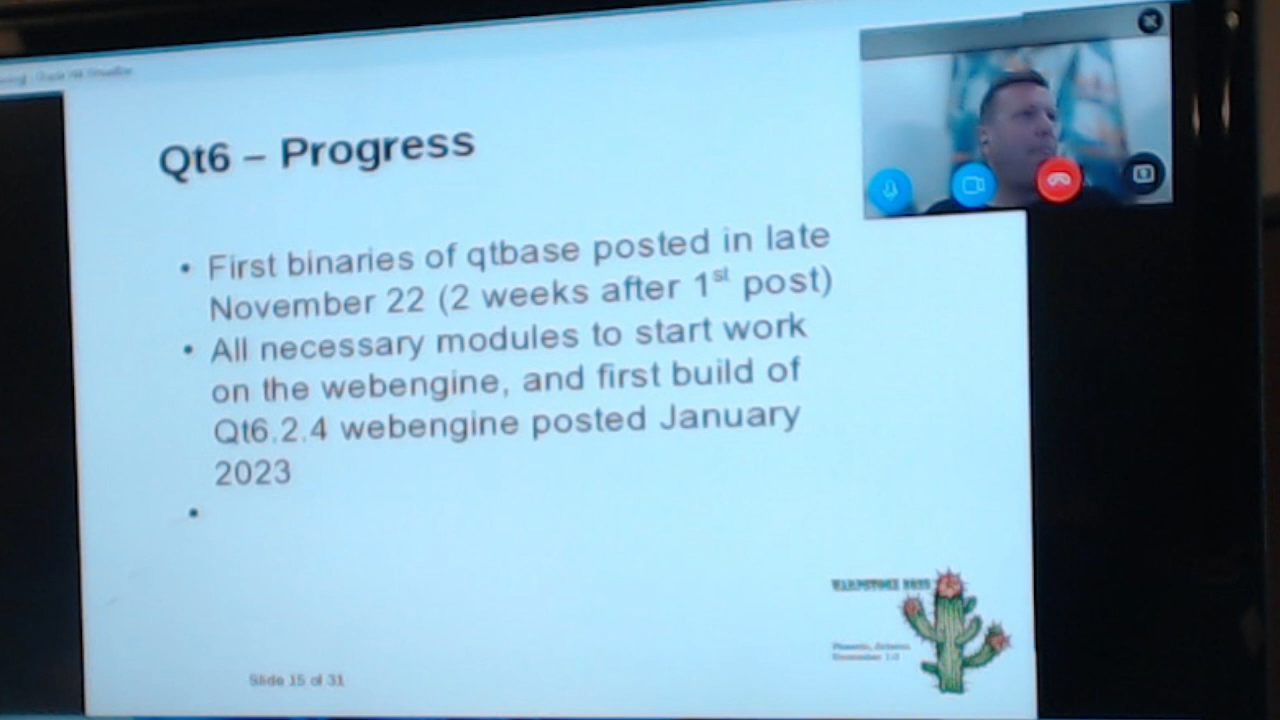 Qt6 – Progress
• First binaries of qtbase posted in late
November 22 (2 weeks after 1st post)
• All necessary modules to start work
on the webengine, and first build of
Qt6.2.4 webengine posted January
2023
•
Phoenix, Arizona
Slide 15 of 31